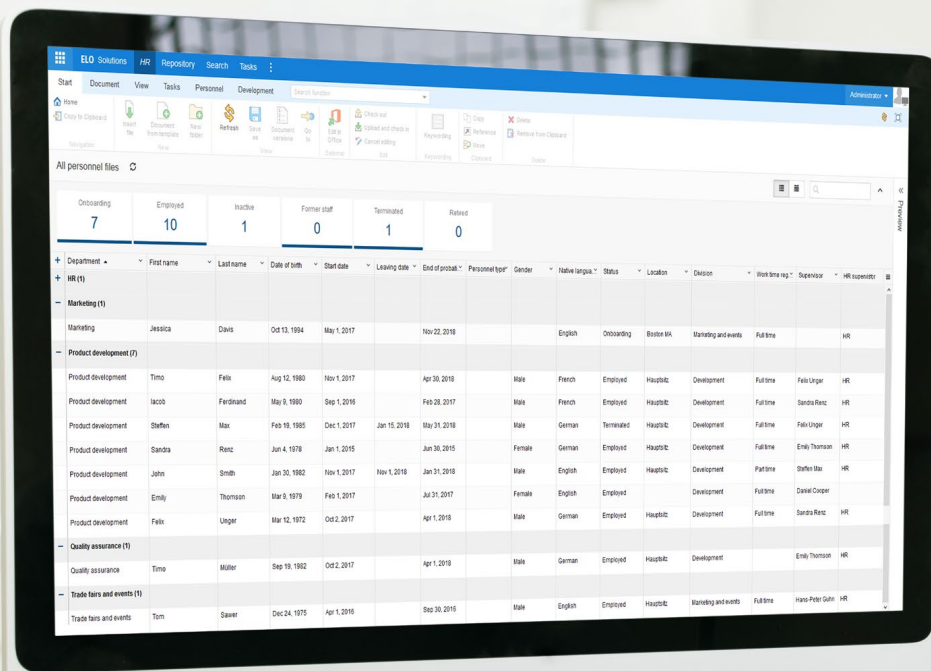 ELO Solutions HR Repository Search Tasks
Administrator
Start Document View Tasks Personnel Development Search function
Home
Copy to Clipboard
Navigation
Insert file
Document from template
New folder
New
Refresh
Save as
Document versions
Go to
View
Edit in Office
External
Check out
Upload and check in
Cancel editing
Edit
Keywording
Keywording
Copy
Reference
Move
Clipboard
Delete
Remove from Clipboard
Delete
All personnel files
Preview
Onboarding Employed Inactive Former staff Terminated Retired
7 10 1 0 1 0
Department First name Last name Date of birth Start date Leaving date End of probati. Personnel type Gender Native langua. Status Location Division Work time reg. Supervisor HR supervisor
HR (1)
Marketing (1)
Marketing Jessica Davis Oct 13, 1994 May 1, 2017 Nov 22, 2018 English Onboarding Boston MA Marketing and events Full time HR
Product development (7)
Product development Timo Felix Aug 12, 1980 Nov 1, 2017 Apr 30, 2018 Male French Employed Hauptsitz Development Full time Felix Unger HR
Product development Iacob Ferdinand May 9, 1980 Sep 1, 2016 Feb 28, 2017 Male French Employed Hauptsitz Development Full time Sandra Renz HR
Product development Steffen Max Feb 19, 1985 Dec 1, 2017 Jan 15, 2018 May 31, 2018 Male German Terminated Hauptsitz Development Full time Felix Unger HR
Product development Sandra Renz Jun 4, 1978 Jan 1, 2015 Jun 30, 2015 Female German Employed Hauptsitz Development Full time Emily Thomson HR
Product development John Smith Jan 30, 1982 Nov 1, 2017 Nov 1, 2018 Jan 31, 2018 Male English Employed Hauptsitz Development Part time Steffen Max HR
Product development Emily Thomson Mar 9, 1979 Feb 1, 2017 Jul 31, 2017 Female English Employed Development Full time Daniel Cooper
Product development Felix Unger Mar 12, 1972 Oct 2, 2017 Apr 1, 2018 Male German Employed Hauptsitz Development Full time Sandra Renz HR
Quality assurance (1)
Quality assurance Timo Müller Sep 19, 1982 Oct 2, 2017 Apr 1, 2018 Male German Employed Hauptsitz Development Emily Thomson HR
Trade fairs and events (1)
Trade fairs and events Tom Sawer Dec 24, 1975 Apr 1, 2016 Sep 30, 2016 Male English Employed Hauptsitz Marketing and events Full time Hans-Peter Guhn HR